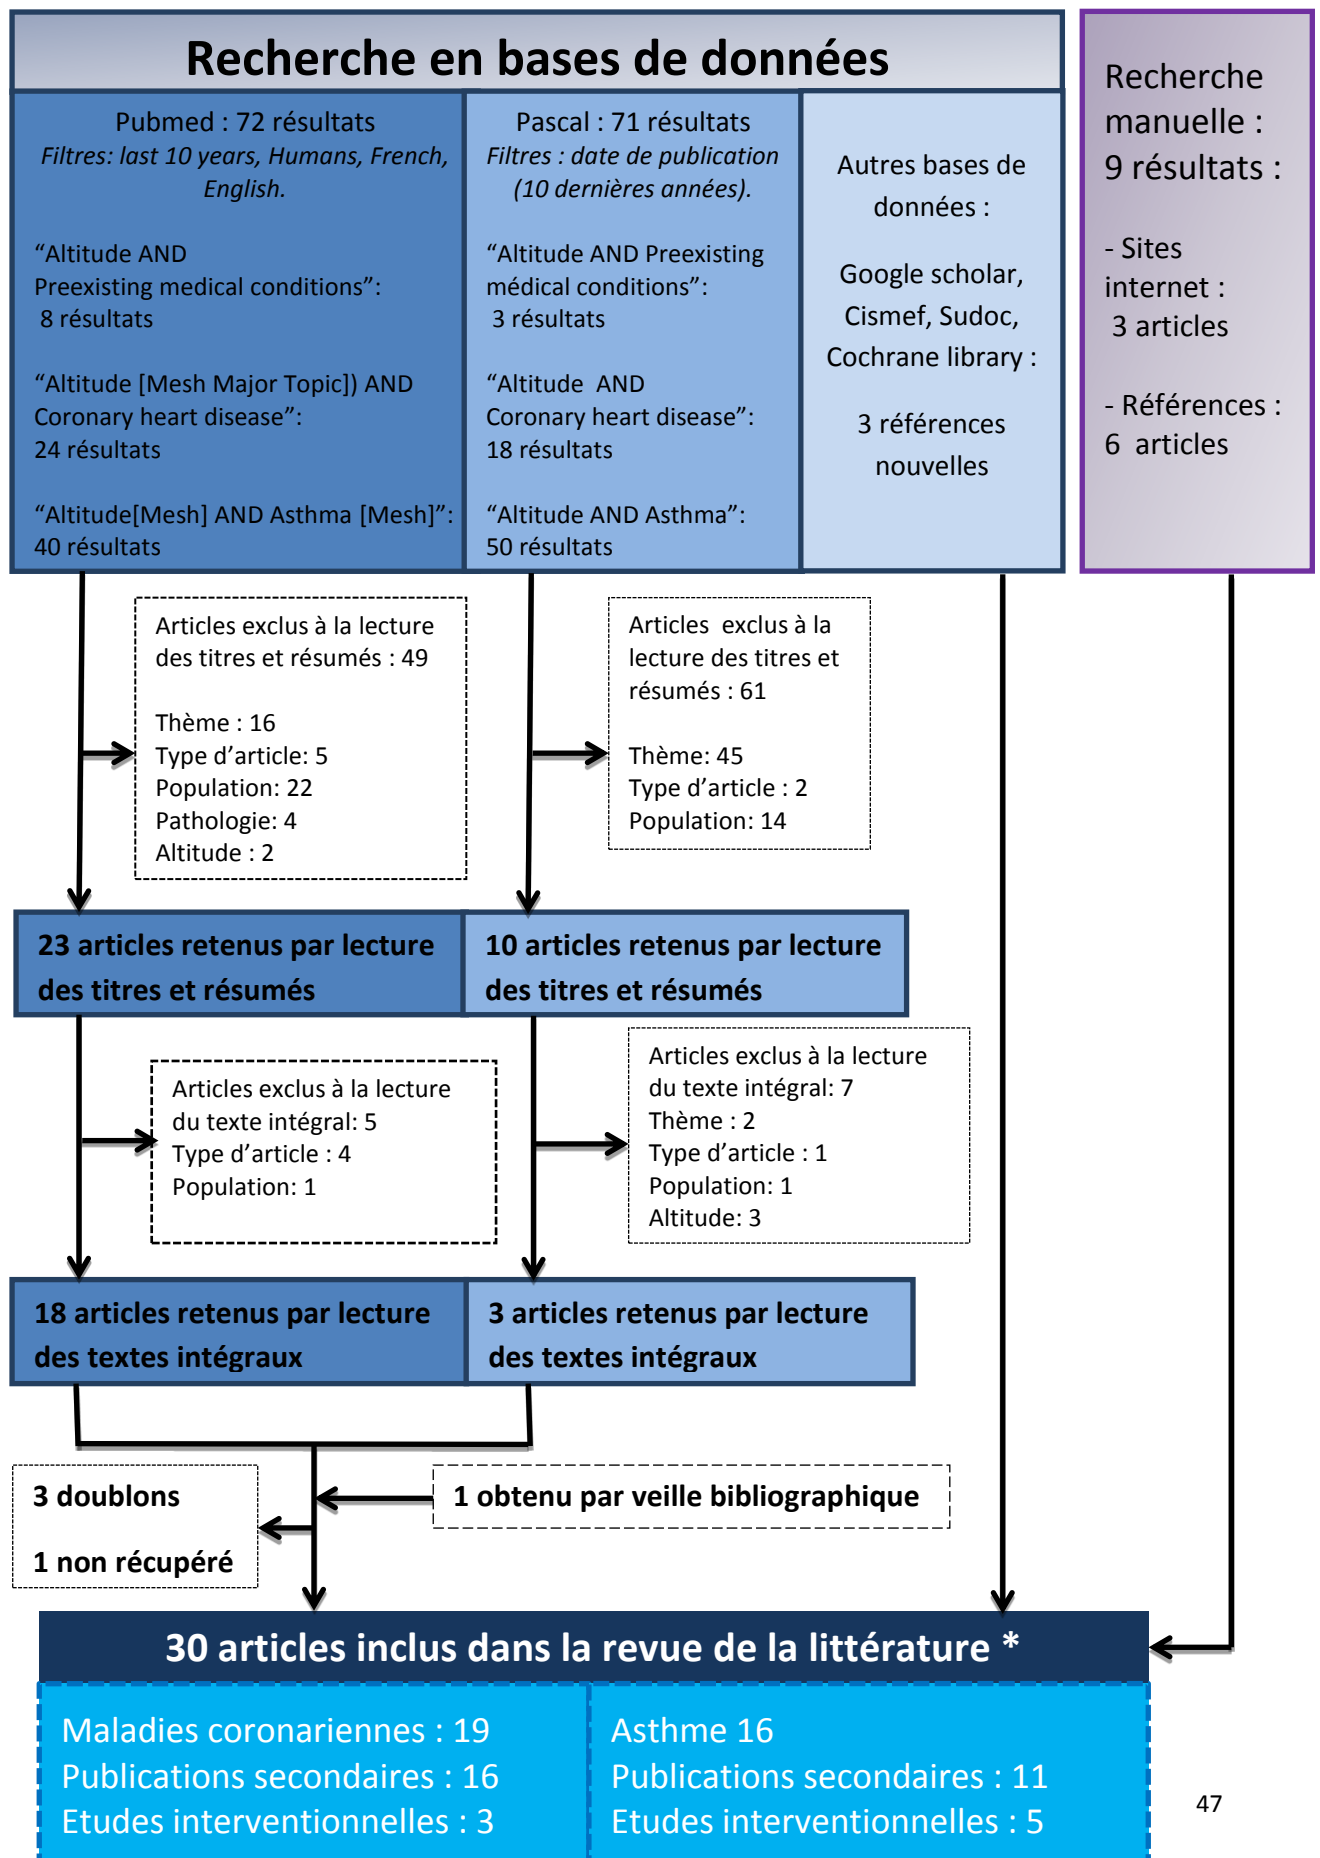 Recherche en bases de données
Pubmed : 72 résultats
Filtres: last 10 years, Humans, French,
English.
“Altitude AND
Preexisting medical conditions”:
8 résultats
“Altitude [Mesh Major Topic]) AND
Coronary heart disease”:
24 résultats
“Altitude[Mesh] AND Asthma [Mesh]”:
40 résultats
Pascal : 71 résultats
Filtres : date de publication
(10 dernières années).
“Altitude AND Preexisting
médical conditions”:
3 résultats
“Altitude  AND
Coronary heart disease”:
18 résultats
“Altitude AND Asthma”:
50 résultats
Autres bases de
données :
Google scholar,
Cismef, Sudoc,
Cochrane library :
3 références
nouvelles
Recherche
manuelle :
9 résultats :
- Sites
internet :
3 articles
- Références :
6  articles
Articles exclus à la lecture
des titres et résumés : 49
Thème : 16
Type d’article: 5
Population: 22
Pathologie: 4
Altitude : 2
Articles  exclus à la
lecture des titres et
résumés : 61
Thème: 45
Type d’article : 2
Population: 14
23 articles retenus par lecture
des titres et résumés
10 articles retenus par lecture
des titres et résumés
Articles exclus à la lecture
du texte intégral: 5
Type d’article : 4
Population: 1
Articles exclus à la lecture
du texte intégral: 7
Thème : 2
Type d’article : 1
Population: 1
Altitude: 3
18 articles retenus par lecture
des textes intégraux
3 articles retenus par lecture
des textes intégraux
3 doublons
1 non récupéré
1 obtenu par veille bibliographique
30 articles inclus dans la revue de la littérature *
Maladies coronariennes : 19
Publications secondaires : 16
Etudes interventionnelles : 3
Asthme 16
Publications secondaires : 11
Etudes interventionnelles : 5
47